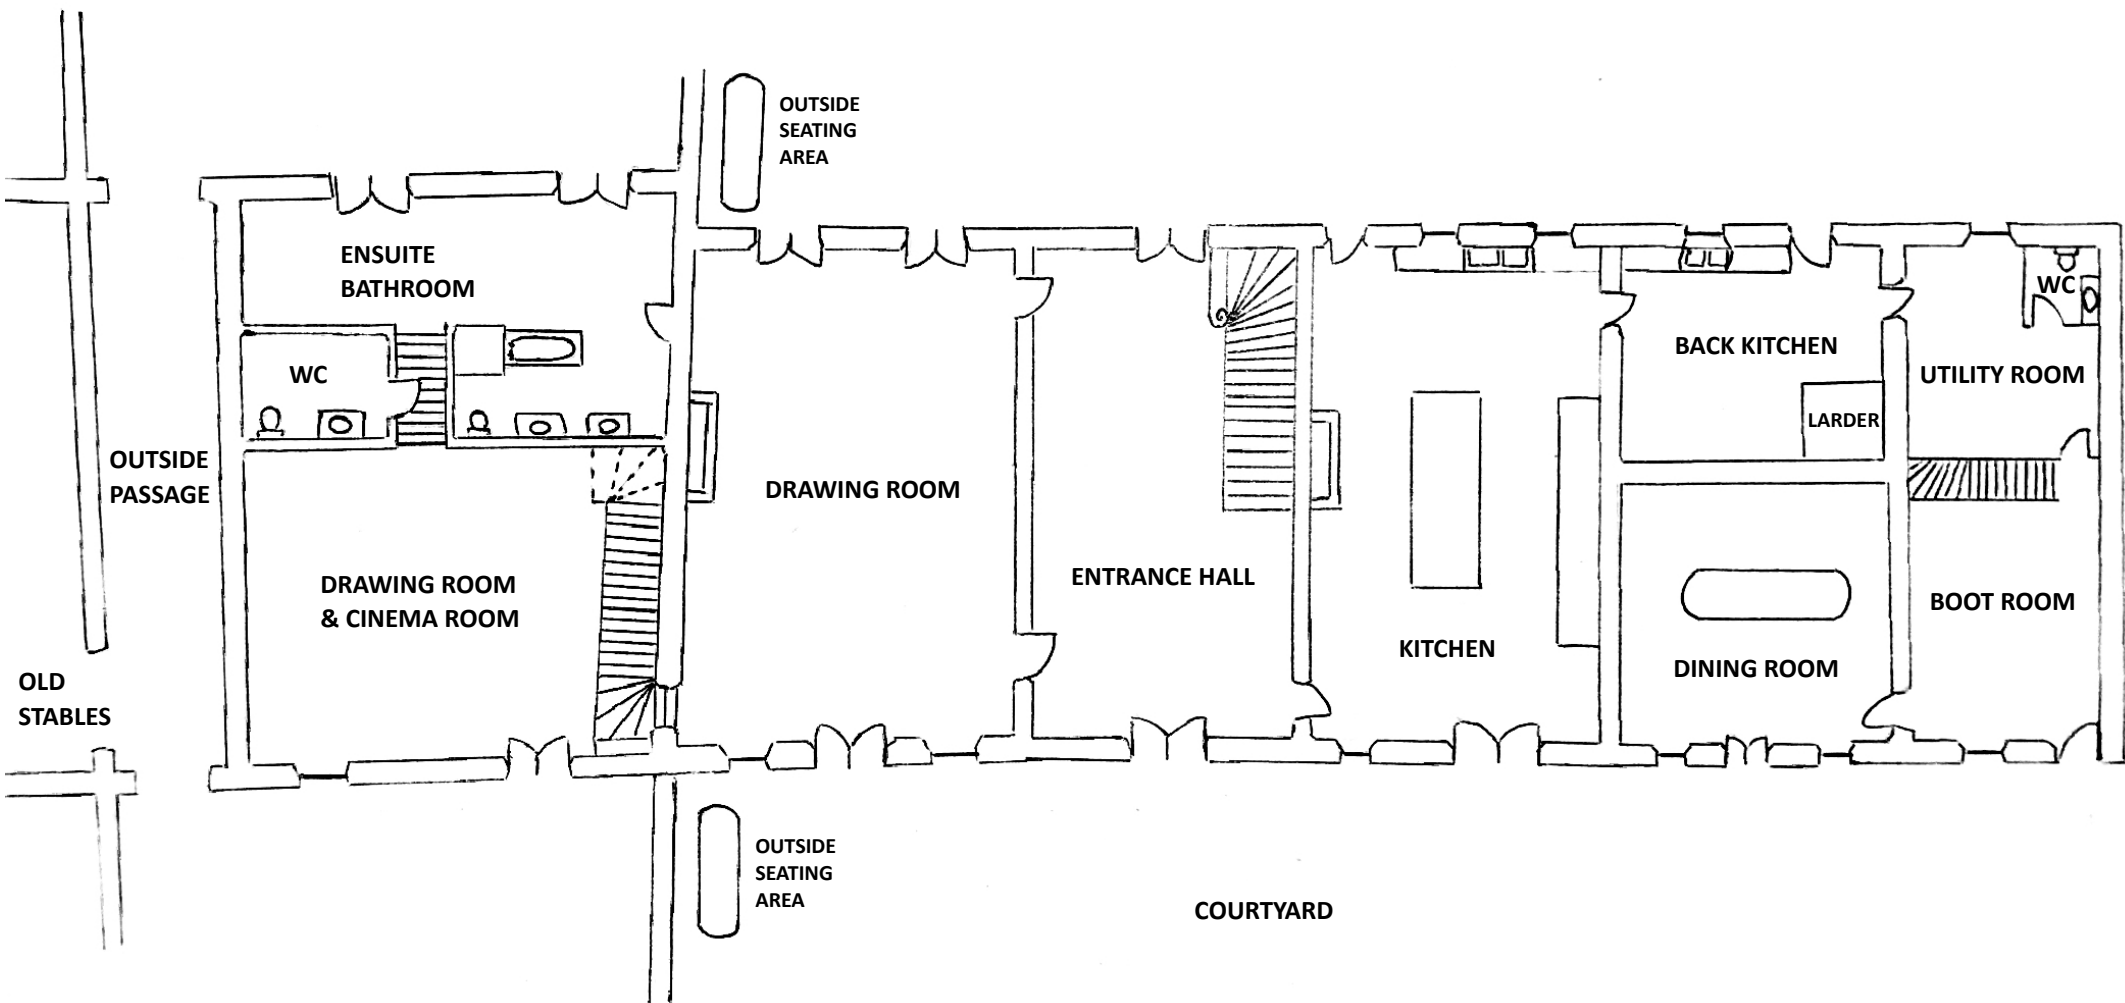 OUTSIDE
SEATING
AREA
ENSUITE
BATHROOM
WC
OUTSIDE
PASSAGE
DRAWING ROOM
& CINEMA ROOM
OLD
STABLES
DRAWING ROOM
ENTRANCE HALL
KITCHEN
BACK KITCHEN
LARDER
WC
UTILITY ROOM
DINING ROOM
BOOT ROOM
OUTSIDE
SEATING
AREA
COURTYARD